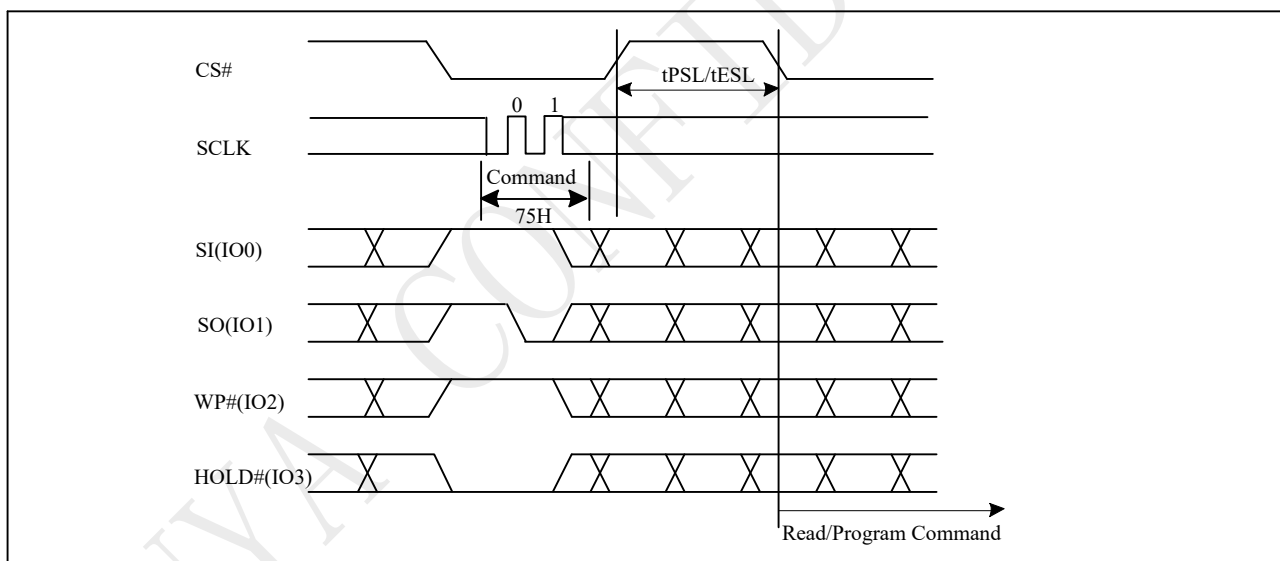 CS#
tPSL/tESL
0 1
SCLK
Command
75H
SI(IO0)
SO(IO1)
WP#(IO2)
HOLD#(IO3)
Read/Program Command